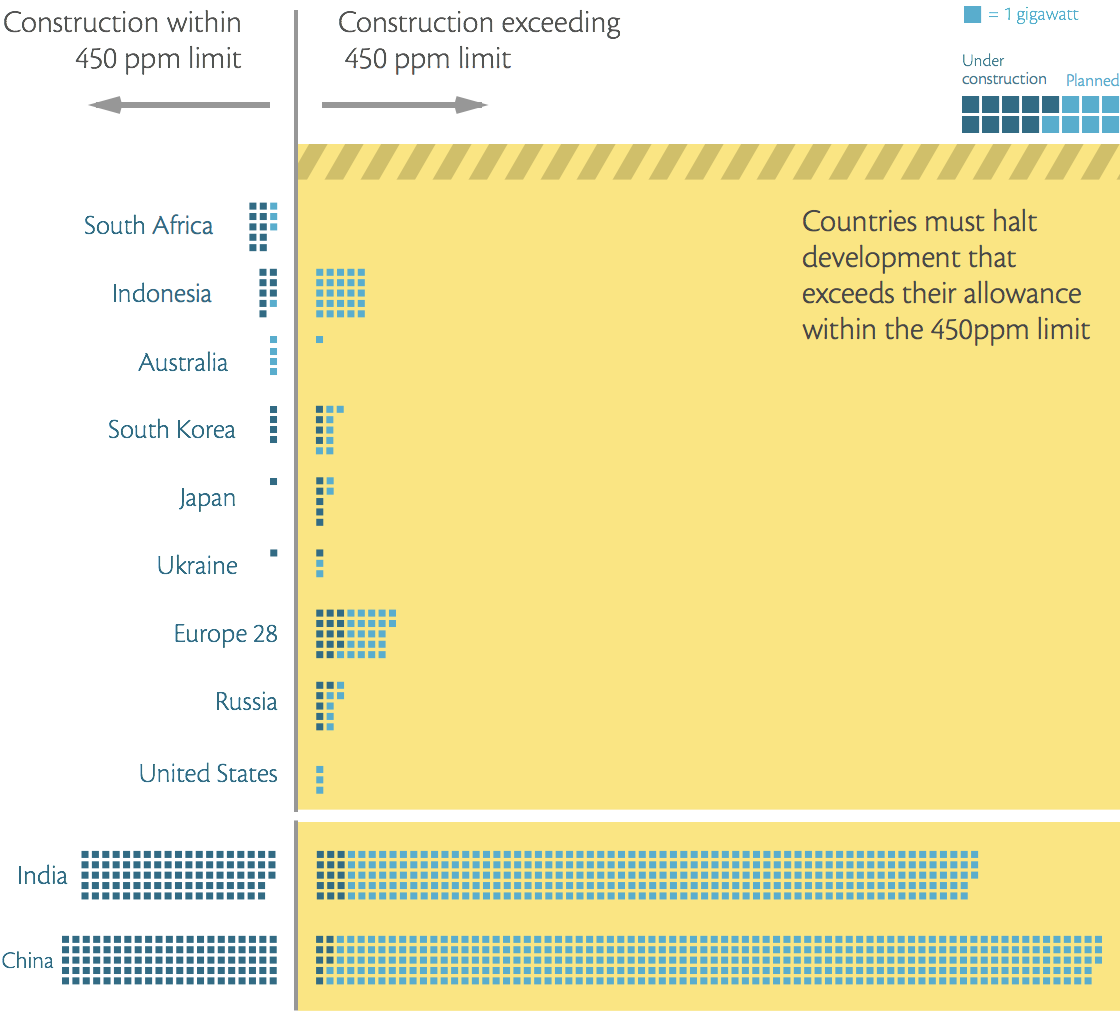 Construction within
450 ppm limit
Construction exceeding
450 ppm limit
= 1 gigawatt
Under
construction
Planned
Countries must halt
development that
exceeds their allowance
within the 450ppm limit
South Africa
Indonesia
Australia
South Korea
Japan
Ukraine
Europe 28
Russia
United States
India
China